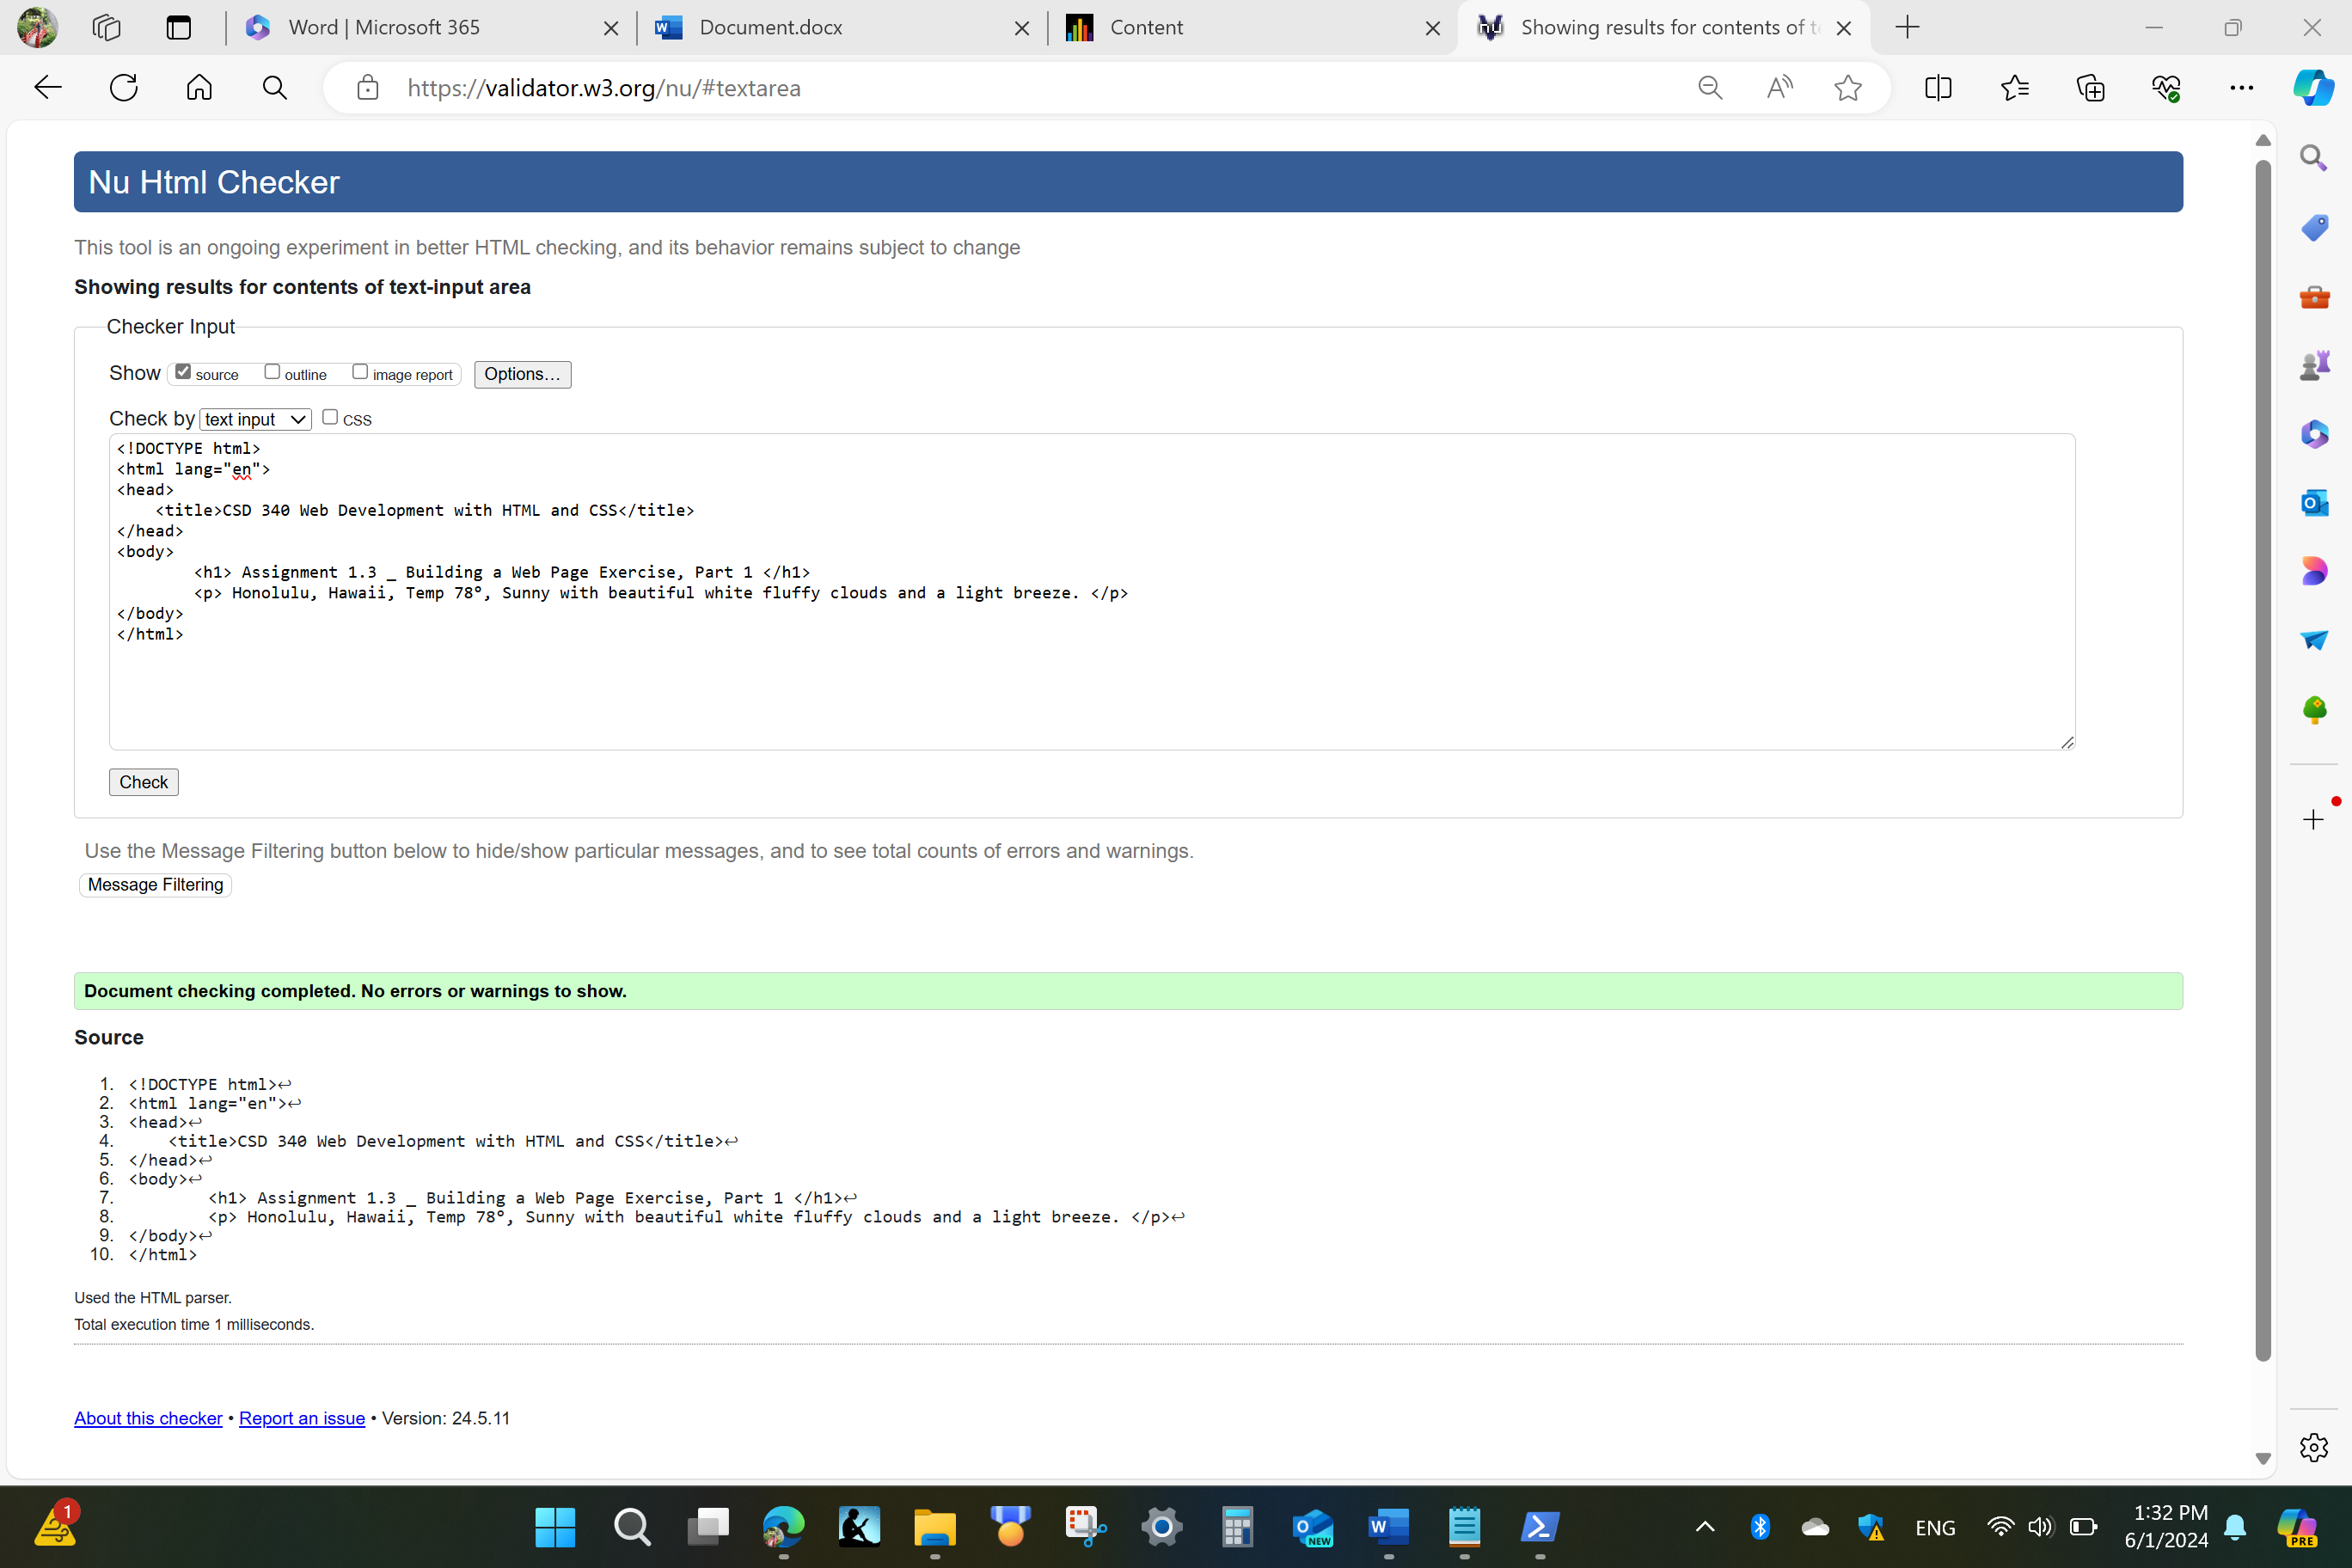 Word | Microsoft 365
Document.docx
Content
Showing results for contents of t
https://validator.w3.org/nu/#textarea
Nu Html Checker
This tool is an ongoing experiment in better HTML checking, and its behavior remains subject to change
Showing results for contents of text-input area
Checker Input
Show source outline image report Options...
Check by text input CSS
<!DOCTYPE html>
<html lang="en">
<head>
    <title>CSD 340 Web Development with HTML and CSS</title>
</head>
<body>
        <h1> Assignment 1.3 _ Building a Web Page Exercise, Part 1 </h1>
        <p> Honolulu, Hawaii, Temp 78°, Sunny with beautiful white fluffy clouds and a light breeze. </p>
</body>
</html>
Check
Use the Message Filtering button below to hide/show particular messages, and to see total counts of errors and warnings.
Message Filtering
Document checking completed. No errors or warnings to show.
Source
1. <!DOCTYPE html>↩
2. <html lang="en">↩
3. <head>↩
4.     <title>CSD 340 Web Development with HTML and CSS</title>↩
5. </head>↩
6. <body>↩
7.         <h1> Assignment 1.3 _ Building a Web Page Exercise, Part 1 </h1>↩
8.         <p> Honolulu, Hawaii, Temp 78°, Sunny with beautiful white fluffy clouds and a light breeze. </p>↩
9. </body>↩
10. </html>
Used the HTML parser.
Total execution time 1 milliseconds.
About this checker • Report an issue • Version: 24.5.11
1
NEW
ENG
1:32 PM
6/1/2024
PRE